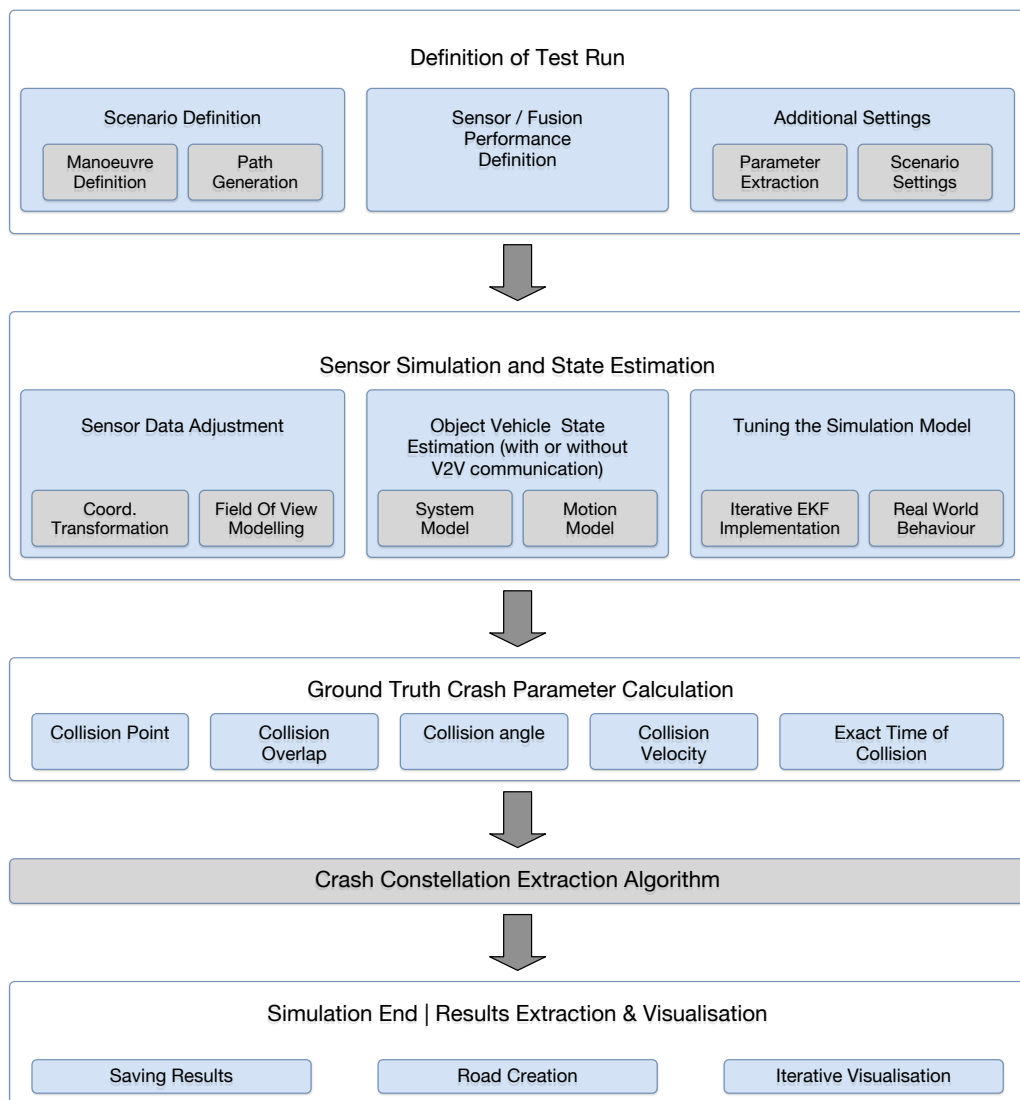 Definition of Test Run
Scenario Definition
Manoeuvre
Definition
Path
Generation
Sensor / Fusion
Performance
Definition
Additional Settings
Parameter
Extraction
Scenario
Settings
Sensor Simulation and State Estimation
Sensor Data Adjustment
Coord.
Transformation
Field Of View
Modelling
Object Vehicle State
Estimation (with or without
V2V communication)
System
Model
Motion
Model
Tuning the Simulation Model
Iterative EKF
Implementation
Real World
Behaviour
Ground Truth Crash Parameter Calculation
Collision Point
Collision
Overlap
Collision angle
Collision
Velocity
Exact Time of
Collision
Crash Constellation Extraction Algorithm
Simulation End | Results Extraction & Visualisation
Saving Results
Road Creation
Iterative Visualisation